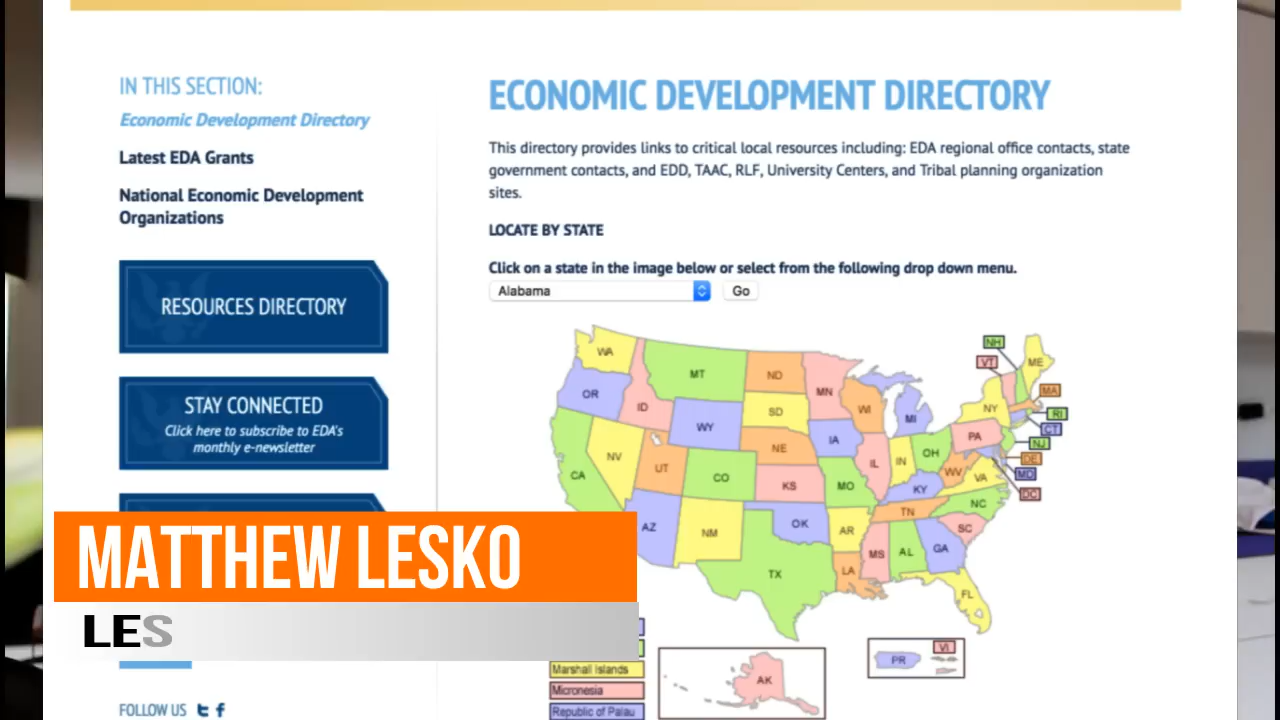 IN THIS SECTION:
Economic Development Directory
Latest EDA Grants
National Economic Development
Organizations
RESOURCES DIRECTORY
STAY CONNECTED
Click here to subscribe to EDA's
monthly e-newsletter
FOLLOW US
ECONOMIC DEVELOPMENT DIRECTORY
This directory provides links to critical local resources including: EDA regional office contacts, state
government contacts, and EDD, TAAC, RLF, University Centers, and Tribal planning organization
sites.
LOCATE BY STATE
Click on a state in the image below or select from the following drop down menu.
Alabama
Go
WA
OR
CA
NV
ID
MT
WY
UT
AZ
CO
NM
ND
SD
NE
KS
OK
TX
MN
IA
MO
AR
LA
WI
IL
MS
MI
IN
KY
TN
AL
OH
WV
GA
FL
SC
NC
VA
PA
NY
ME
VT
NH
MA
RI
CT
NJ
DE
MD
DC
AK
PR
VI
Marshall Islands
Micronesia
Republic of Palau
MATTHEW LESKO
LES